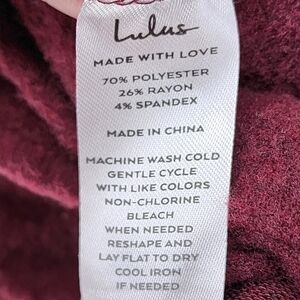 Lulus
MADE WITH LOVE
70% POLYESTER
26% RAYON
4% SPANDEX
MADE IN CHINA
MACHINE WASH COLD
GENTLE CYCLE
WITH LIKE COLORS
NON-CHLORINE
BLEACH
WHEN NEEDED
RESHAPE AND
LAY FLAT TO DRY
COOL IRON
IF NEEDED